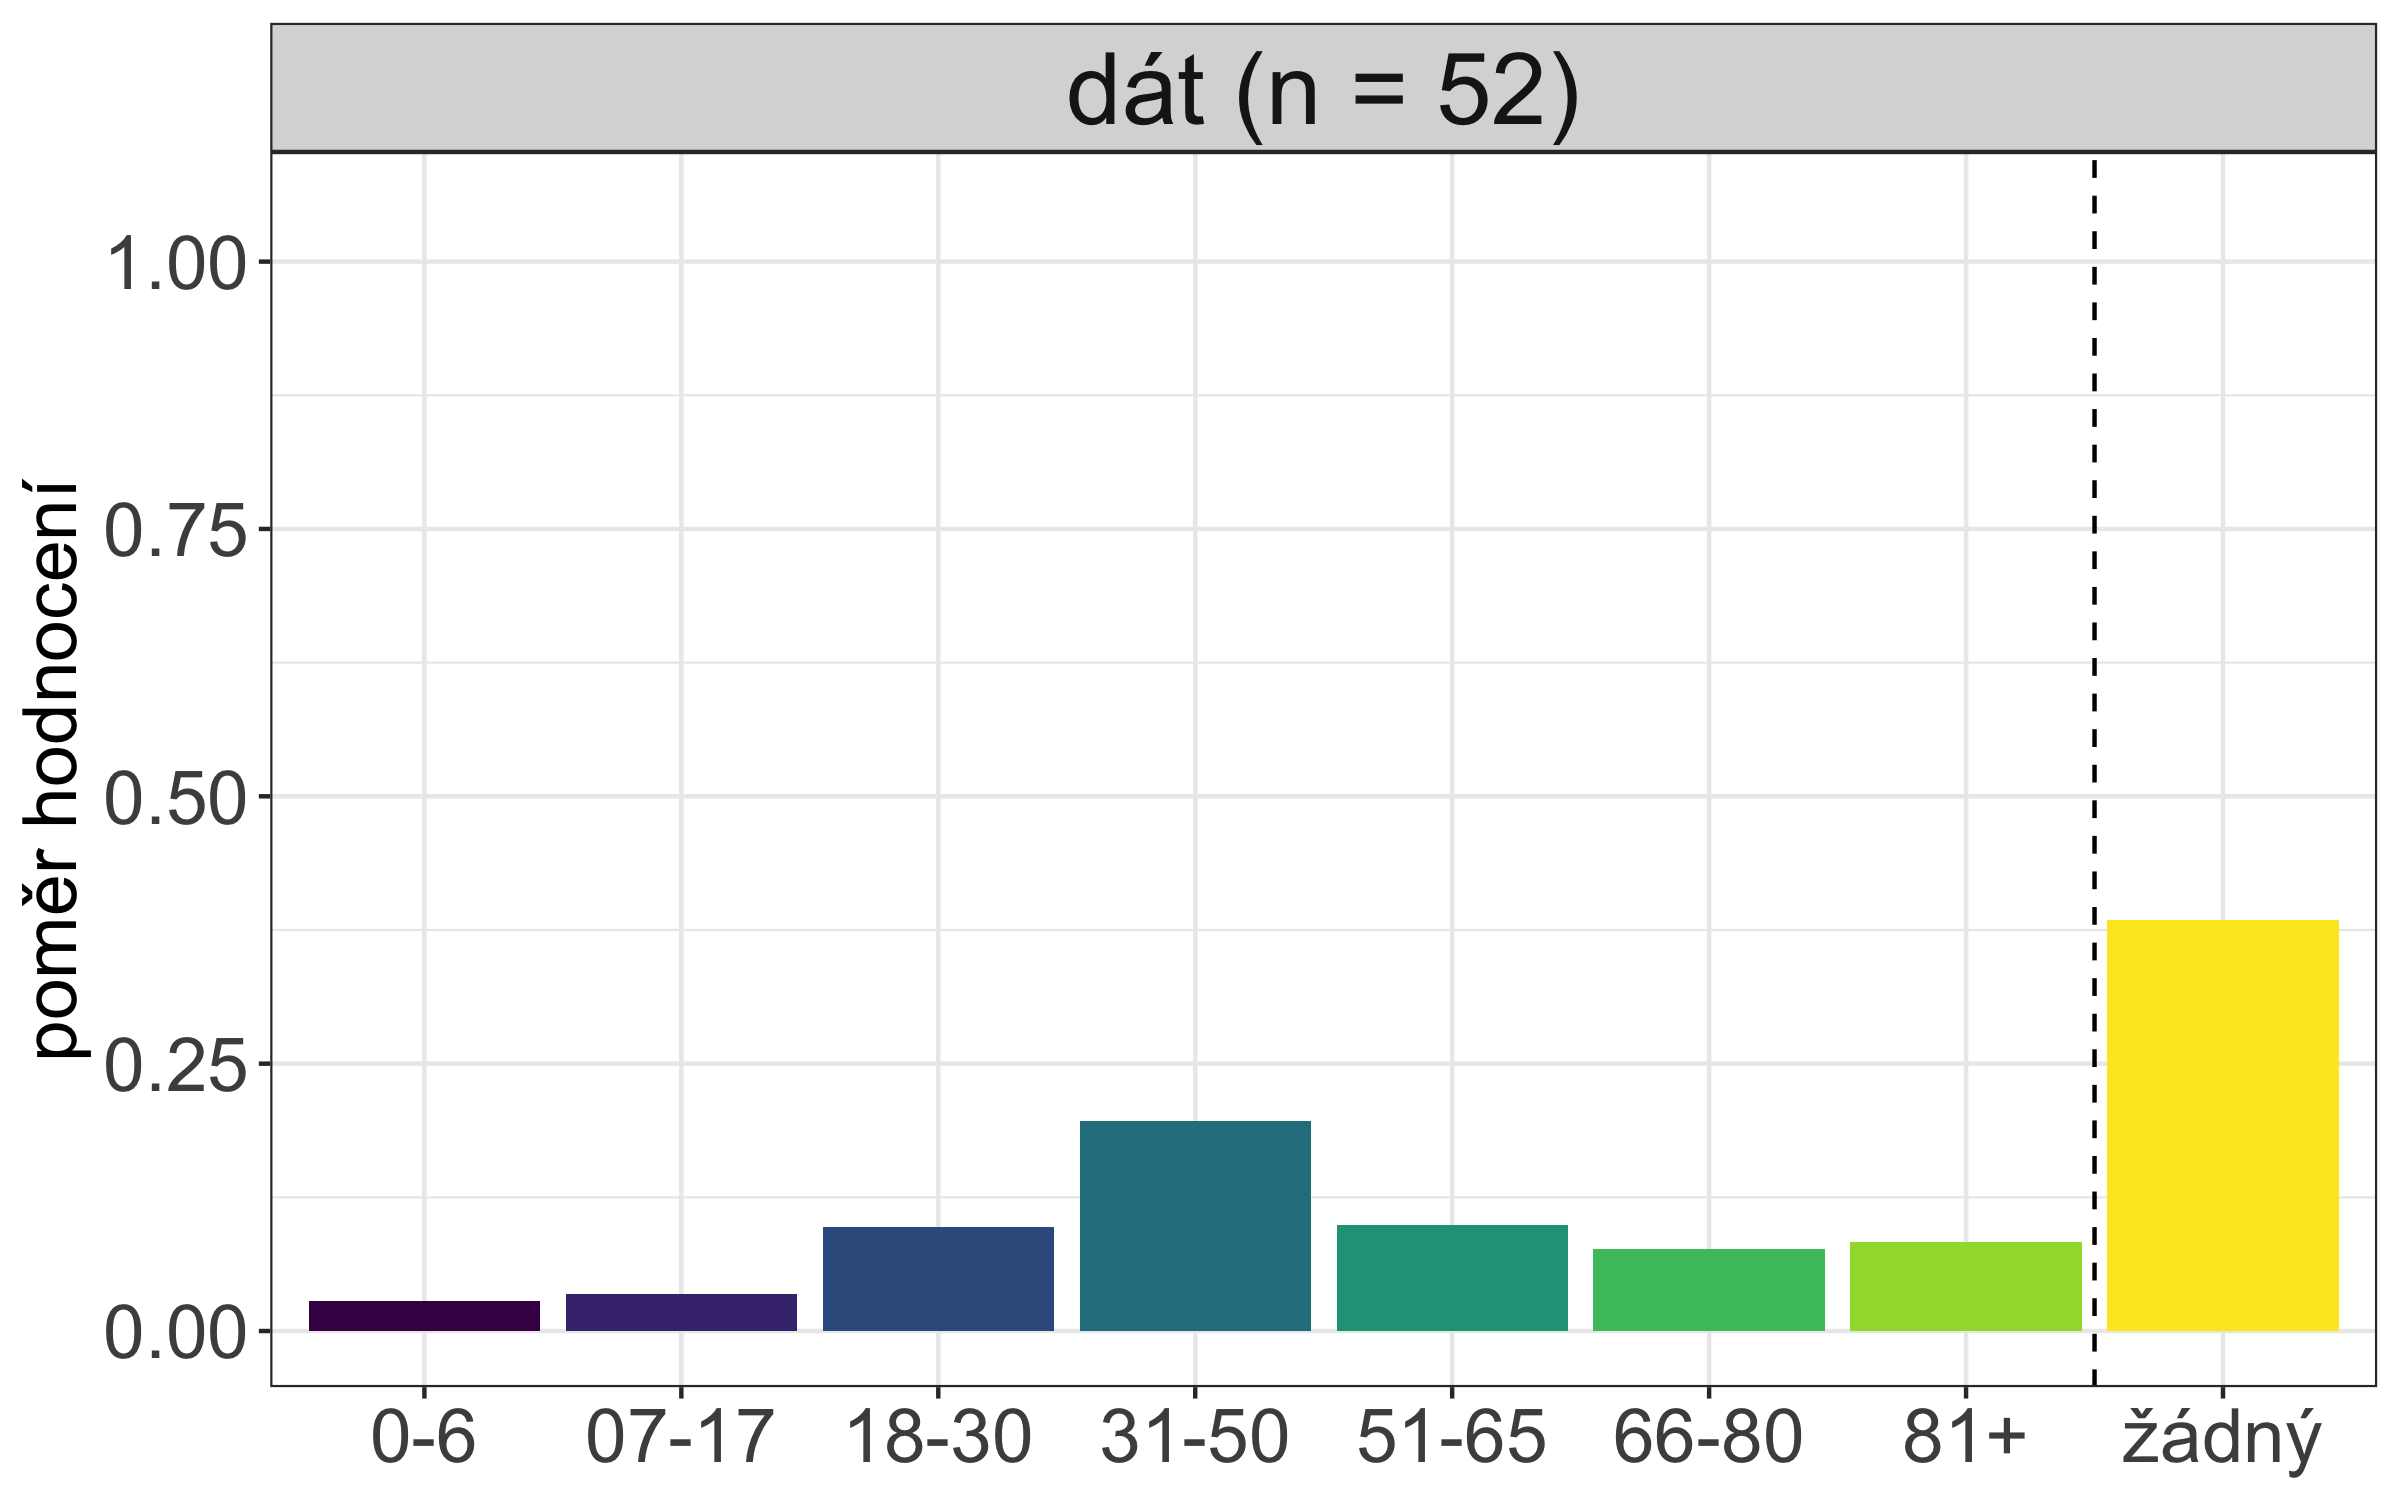 dát (n = 52)
poměr hodnocení
1.00
0.75
0.50
0.25
0.00
0-6 07-17 18-30 31-50 51-65 66-80 81+ žádný